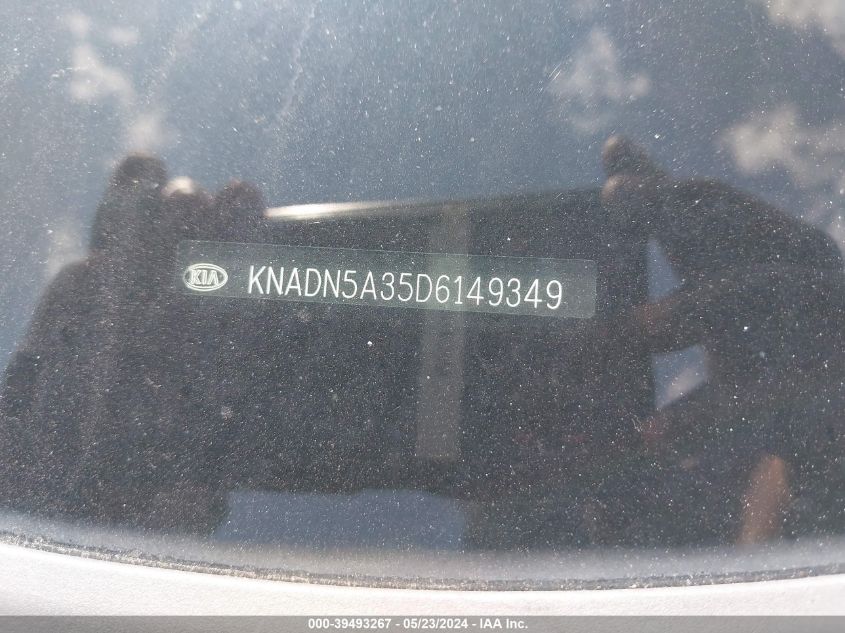 KIA KNADN5A35D6149349
000-39493267 - 05/23/2024 - IAA Inc.